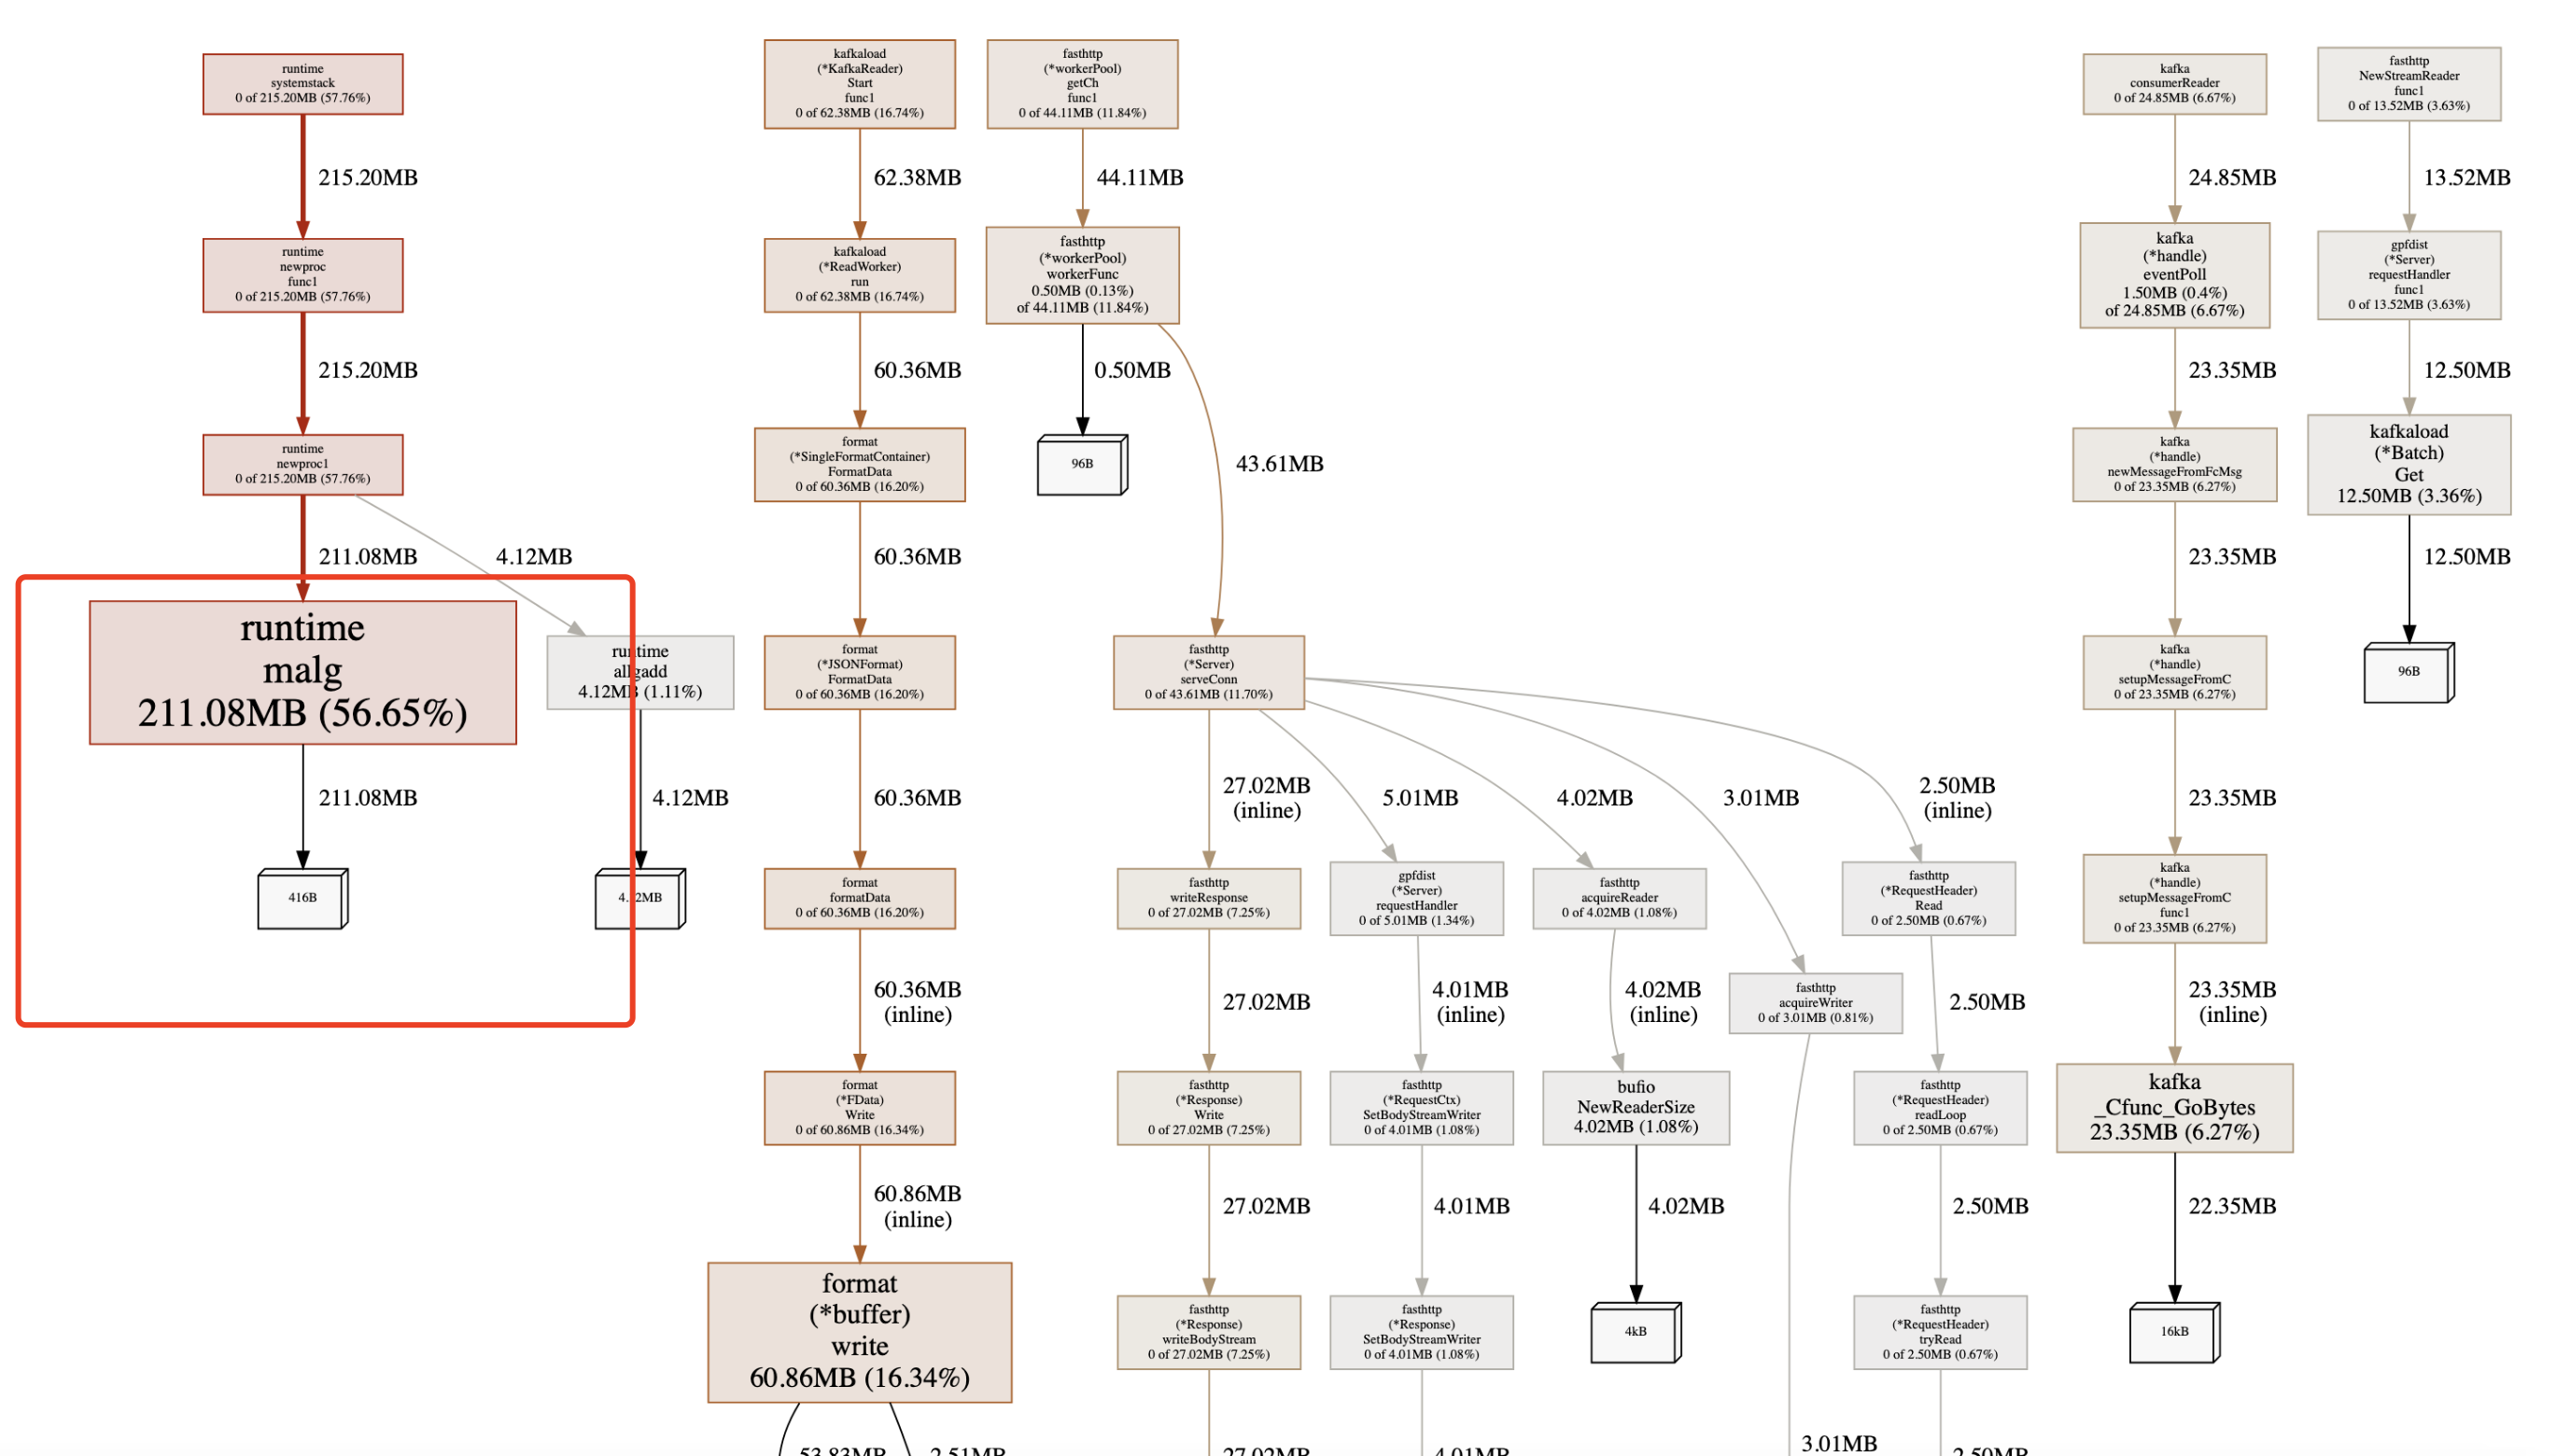 runtime
systemstack
0 of 215.20MB (57.76%)
kafkaload
(*KafkaReader)
Start
func1
0 of 62.38MB (16.74%)
fasthttp
(*workerPool)
getCh
func1
0 of 44.11MB (11.84%)
kafka
consumerReader
0 of 24.85MB (6.67%)
fasthttp
NewStreamReader
func1
0 of 13.52MB (3.63%)
215.20MB
62.38MB
44.11MB
24.85MB
13.52MB
runtime
newproc
func1
0 of 215.20MB (57.76%)
kafkaload
(*ReadWorker)
run
0 of 62.38MB (16.74%)
fasthttp
(*workerPool)
workerFunc
0.50MB (0.13%)
of 44.11MB (11.84%)
kafka
(*handle)
eventPoll
1.50MB (0.4%)
of 24.85MB (6.67%)
gpfdist
(*Server)
requestHandler
func1
0 of 13.52MB (3.63%)
215.20MB
60.36MB
0.50MB
23.35MB
12.50MB
runtime
newproc1
0 of 215.20MB (57.76%)
format
(*SingleFormatContainer)
FormatData
0 of 60.36MB (16.20%)
96B
43.61MB
kafka
(*handle)
newMessageFromFcMsg
0 of 23.35MB (6.27%)
kafkaload
(*Batch)
Get
12.50MB (3.36%)
211.08MB
4.12MB
60.36MB
23.35MB
12.50MB
runtime
malg
211.08MB (56.65%)
runtime
allgadd
4.12MB (1.11%)
format
(*JSONFormat)
FormatData
0 of 60.36MB (16.20%)
fasthttp
(*Server)
serveConn
0 of 43.61MB (11.70%)
kafka
(*handle)
setupMessageFromC
0 of 23.35MB (6.27%)
96B
211.08MB
4.12MB
60.36MB
27.02MB
(inline)
5.01MB
4.02MB
3.01MB
2.50MB
(inline)
23.35MB
416B
4.12MB
format
formatData
0 of 60.36MB (16.20%)
fasthttp
writeResponse
0 of 27.02MB (7.25%)
gpfdist
(*Server)
requestHandler
0 of 5.01MB (1.34%)
fasthttp
acquireReader
0 of 4.02MB (1.08%)
fasthttp
(*RequestHeader)
Read
0 of 2.50MB (0.67%)
kafka
(*handle)
setupMessageFromC
func1
0 of 23.35MB (6.27%)
60.36MB
(inline)
27.02MB
4.01MB
(inline)
4.02MB
(inline)
fasthttp
acquireWriter
0 of 3.01MB (0.81%)
2.50MB
23.35MB
(inline)
format
(*FData)
Write
0 of 60.86MB (16.34%)
fasthttp
(*Response)
Write
0 of 27.02MB (7.25%)
fasthttp
(*RequestCtx)
SetBodyStreamWriter
0 of 4.01MB (1.08%)
bufio
NewReaderSize
4.02MB (1.08%)
fasthttp
(*RequestHeader)
readLoop
0 of 2.50MB (0.67%)
kafka
_Cfunc_GoBytes
23.35MB (6.27%)
60.86MB
(inline)
27.02MB
4.01MB
4.02MB
2.50MB
22.35MB
format
(*buffer)
write
60.86MB (16.34%)
fasthttp
(*Response)
writeBodyStream
0 of 27.02MB (7.25%)
fasthttp
(*Response)
SetBodyStreamWriter
0 of 4.01MB (1.08%)
4kB
fasthttp
(*RequestHeader)
tryRead
0 of 2.50MB (0.67%)
16kB
53.83MB
2.51MB
27.02MB
4.01MB
3.01MB
2.50MB